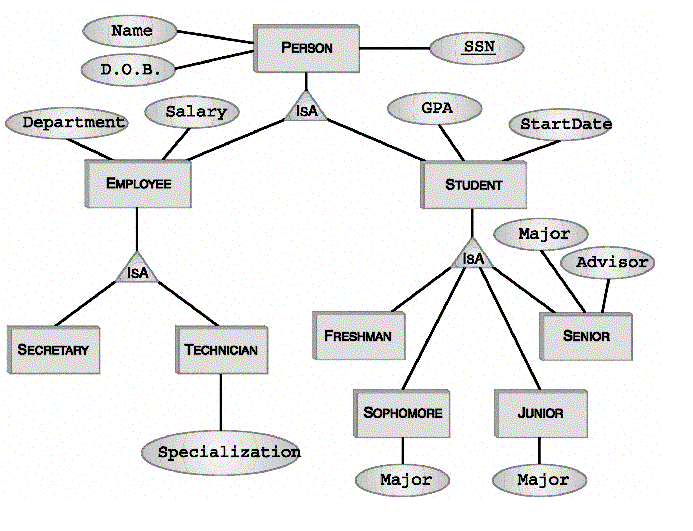 Name
PERSON
SSN
D.O.B.
ISA
Department
Salary
GPA
StartDate
EMPLOYEE
STUDENT
ISA
ISA
Major
Advisor
SECRETARY
TECHNICIAN
FRESHMAN
SENIOR
SOPHOMORE
JUNIOR
Specialization
Major
Major